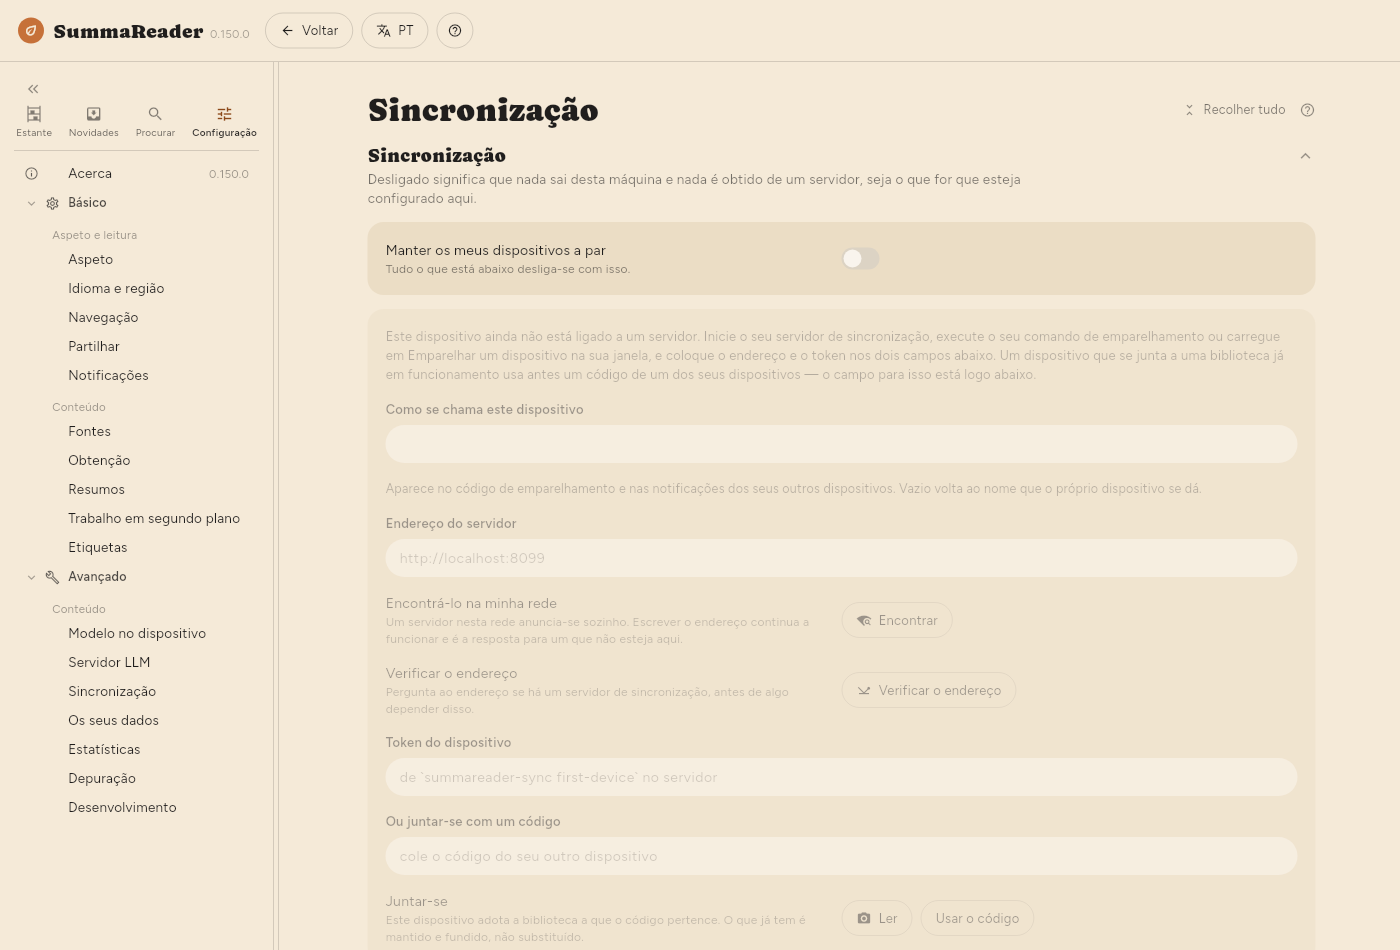 SummaReader 0.150.0
Voltar
PT
Estante
Novidades
Procurar
Configuração
Acerca
0.150.0
Básico
Aspeto e leitura
Aspeto
Idioma e região
Navegação
Partilhar
Notificações
Conteúdo
Fontes
Obtenção
Resumos
Trabalho em segundo plano
Etiquetas
Avançado
Conteúdo
Modelo no dispositivo
Servidor LLM
Sincronização
Os seus dados
Estatísticas
Depuração
Desenvolvimento
Sincronização
Recolher tudo
Sincronização
Desligado significa que nada sai desta máquina e nada é obtido de um servidor, seja o que for que esteja
configurado aqui.
Manter os meus dispositivos a par
Tudo o que está abaixo desliga-se com isso.
Este dispositivo ainda não está ligado a um servidor. Inicie o seu servidor de sincronização, execute o seu comando de emparelhamento ou carregue
em Emparelhar um dispositivo na sua janela, e coloque o endereço e o token nos dois campos abaixo. Um dispositivo que se junta a uma biblioteca já
em funcionamento usa antes um código de um dos seus dispositivos — o campo para isso está logo abaixo.
Como se chama este dispositivo
Aparece no código de emparelhamento e nas notificações dos seus outros dispositivos. Vazio volta ao nome que o próprio dispositivo se dá.
Endereço do servidor
http://localhost:8099
Encontrá-lo na minha rede
Um servidor nesta rede anuncia-se sozinho. Escrever o endereço continua a
funcionar e é a resposta para um que não esteja aqui.
Encontrar
Verificar o endereço
Pergunta ao endereço se há um servidor de sincronização, antes de algo
depender disso.
Verificar o endereço
Token do dispositivo
de `summareader-sync first-device` no servidor
Ou juntar-se com um código
cole o código do seu outro dispositivo
Juntar-se
Este dispositivo adota a biblioteca a que o código pertence. O que já tem é
mantido e fundido, não substituído.
Ler
Usar o código